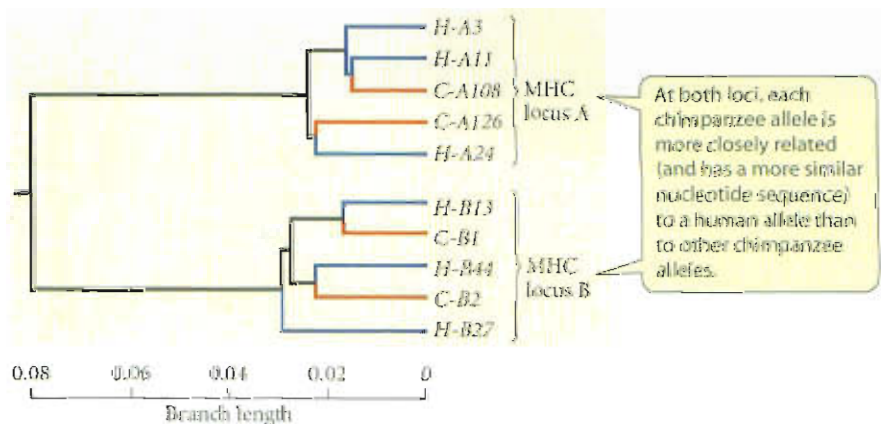 H-A3
H-A11
C-A108
C-A126
H-A24
MHC
locus A
H-B13
C-B1
H-B44
C-B2
H-B27
MHC
locus B
At both loci, each
chimpanzee allele is
more closely related
(and has a more similar
nucleotide sequence)
to a human allele than
to other chimpanzee
alleles.
0.08 0.06 0.04 0.02 0
Branch length